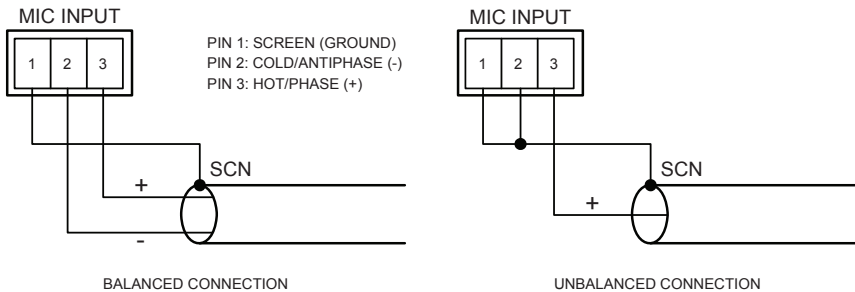 MIC INPUT
1 2 3
PIN 1: SCREEN (GROUND)
PIN 2: COLD/ANTIPHASE (-)
PIN 3: HOT/PHASE (+)
SCN
+
-
BALANCED CONNECTION
MIC INPUT
1 2 3
SCN
+
UNBALANCED CONNECTION